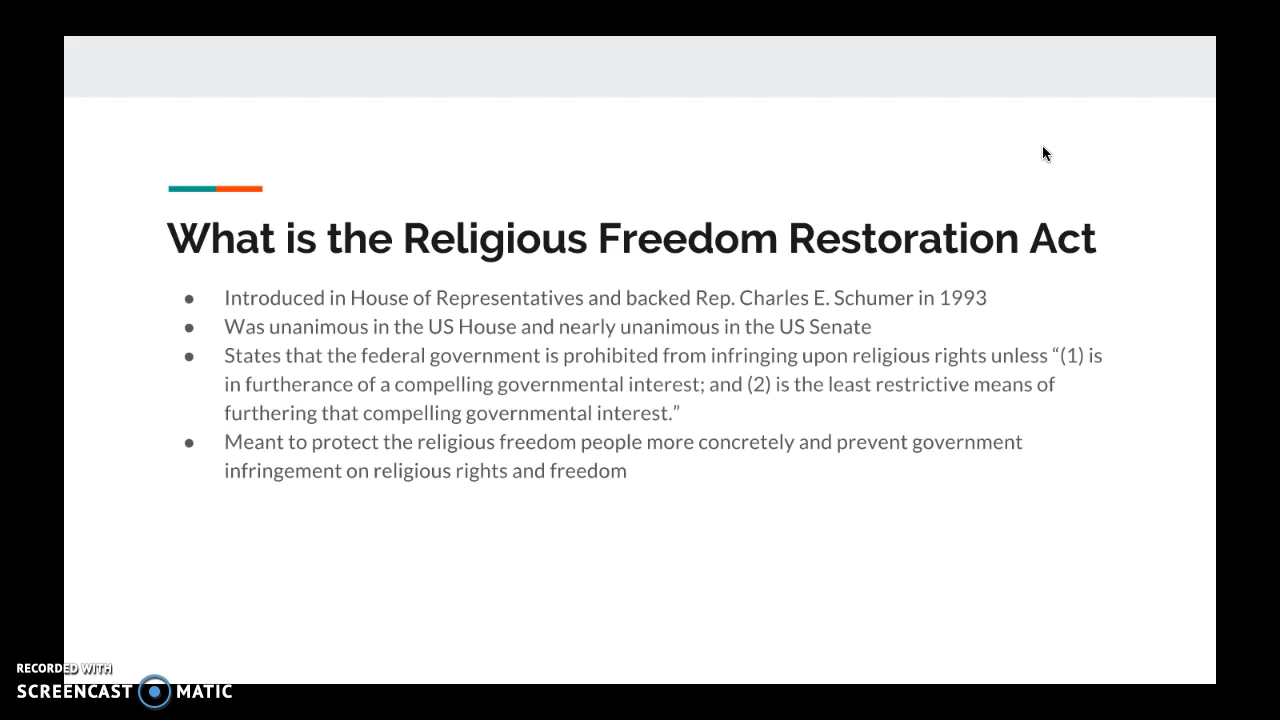 What is the Religious Freedom Restoration Act
● Introduced in House of Representatives and backed Rep. Charles E. Schumer in 1993
● Was unanimous in the US House and nearly unanimous in the US Senate
● States that the federal government is prohibited from infringing upon religious rights unless “(1) is
in furtherance of a compelling governmental interest; and (2) is the least restrictive means of
furthering that compelling governmental interest.”
● Meant to protect the religious freedom people more concretely and prevent government
infringement on religious rights and freedom
RECORDED WITH
SCREENCAST MATIC